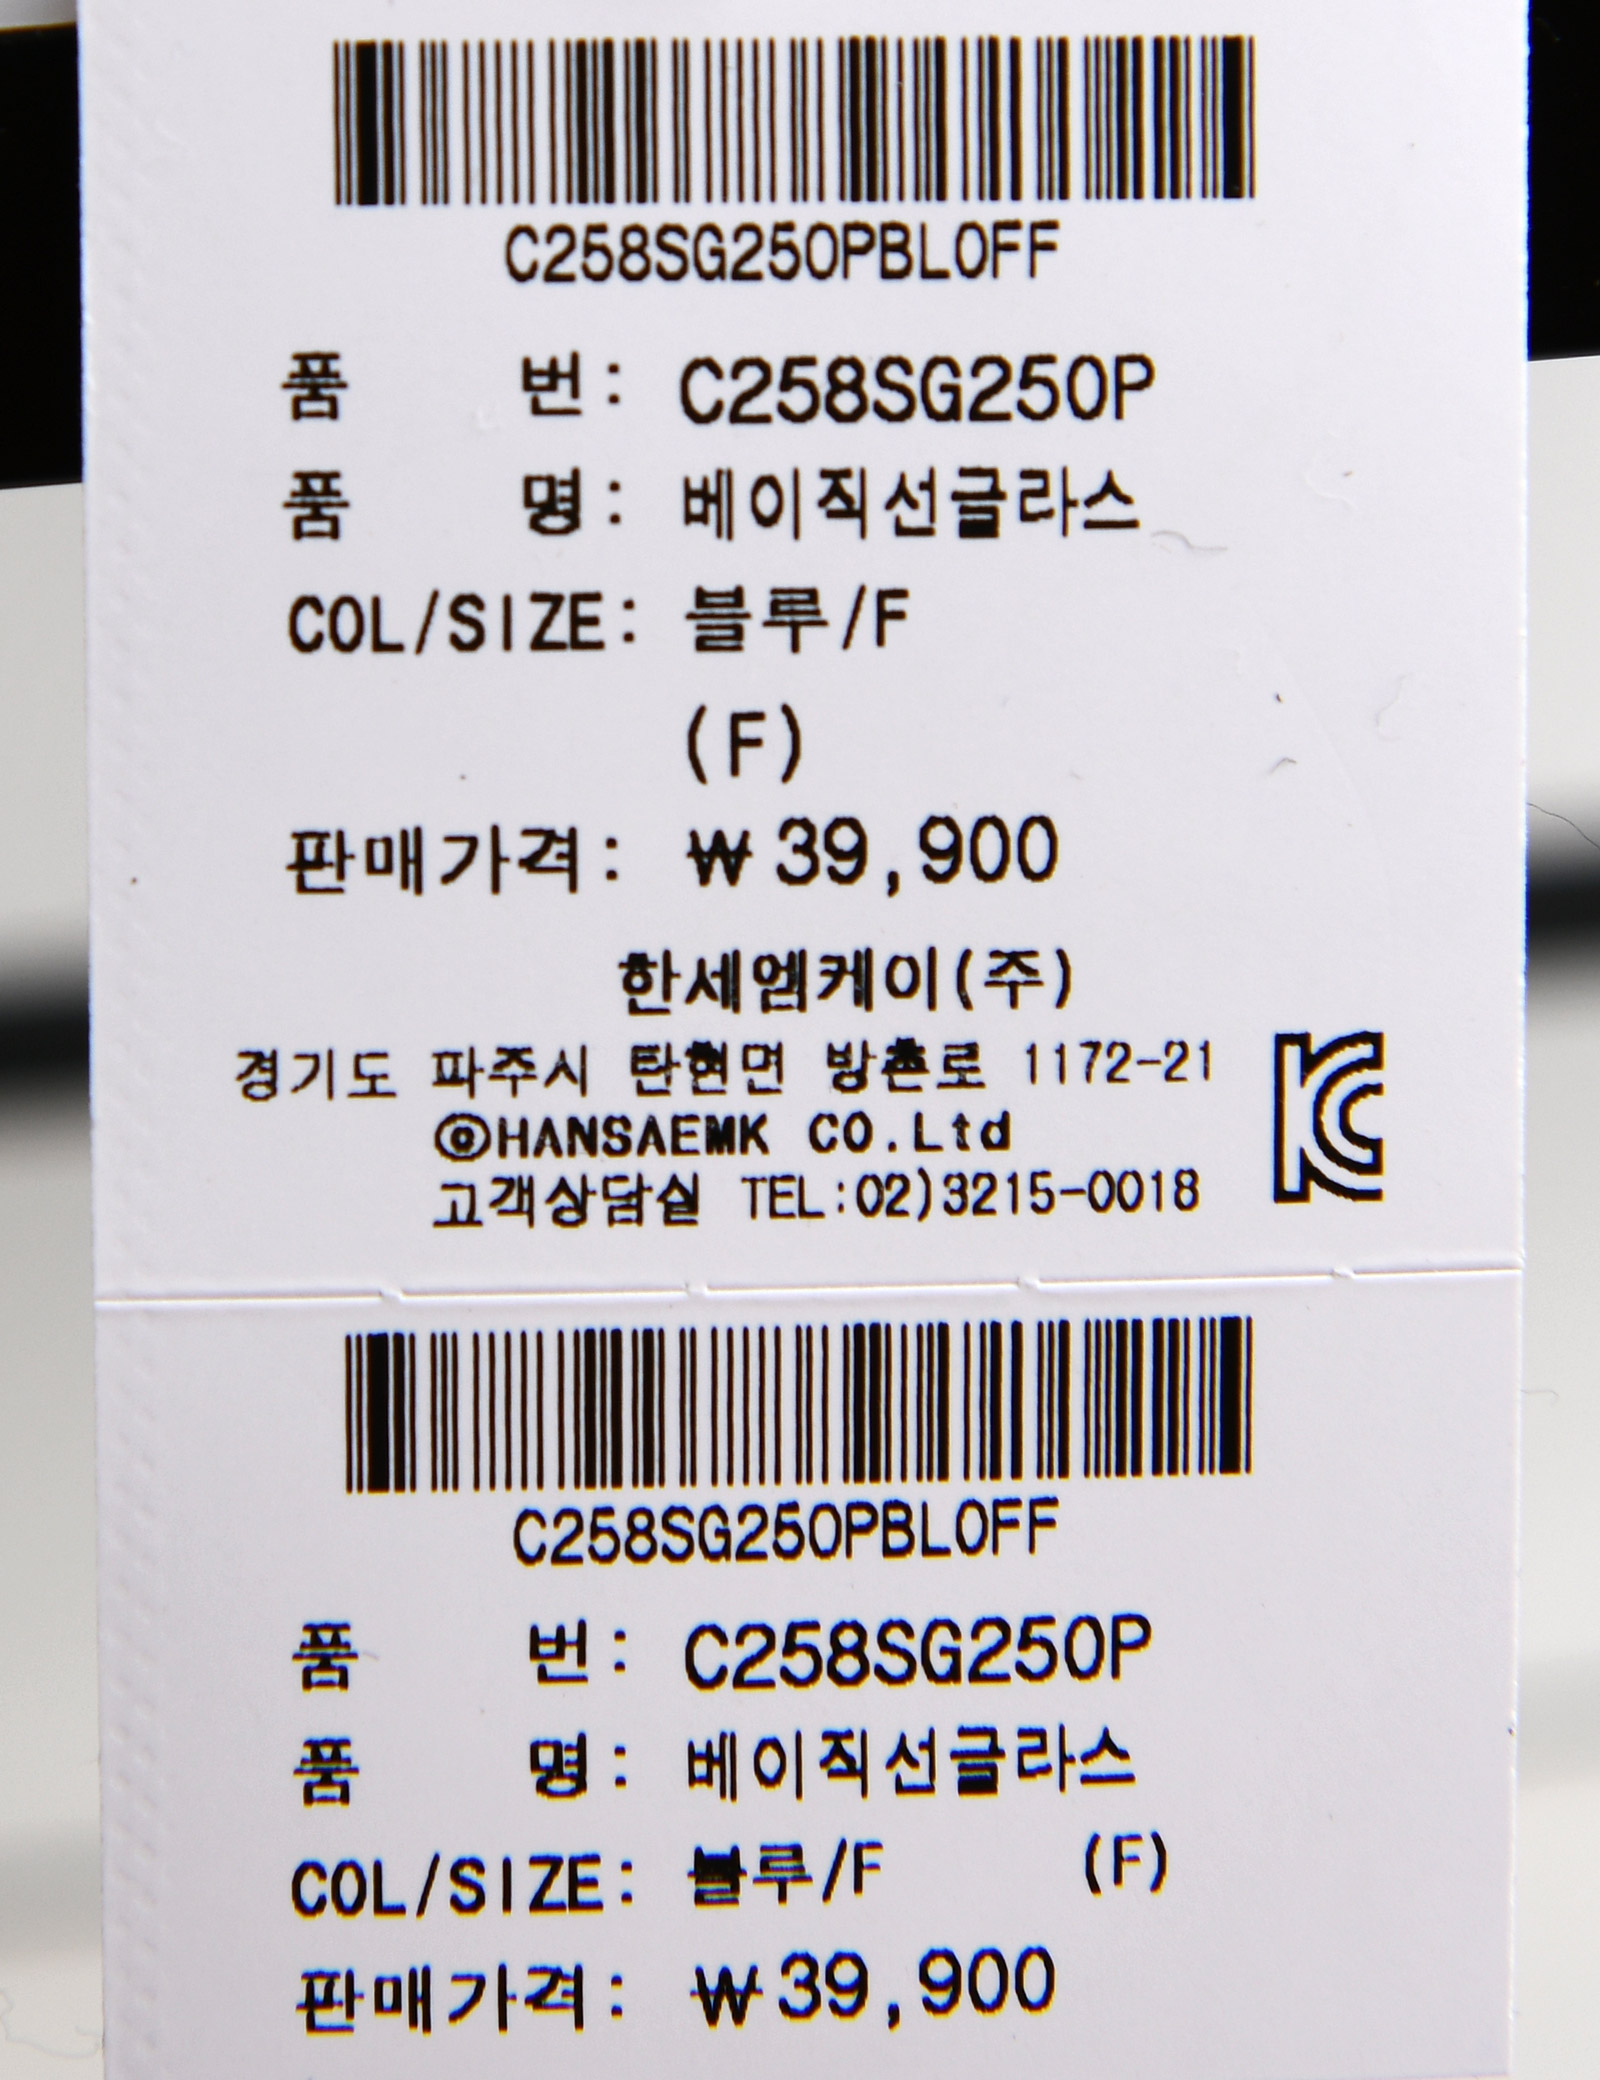 C258SG250PBL0FF
품 번: C258SG250P
품 명: 베이직선글라스
COL/SIZE: 블루/F
(F)
판매가격: ₩39,900
한세엠케이(주)
경기도 파주시 탄현면 방촌로 1172-21
©HANSAEMK CO.Ltd
고객상담실 TEL:02)3215-0018
C258SG250PBL0FF
품 번: C258SG250P
품 명: 베이직선글라스
COL/SIZE: 블루/F (F)
판매가격: ₩39,900